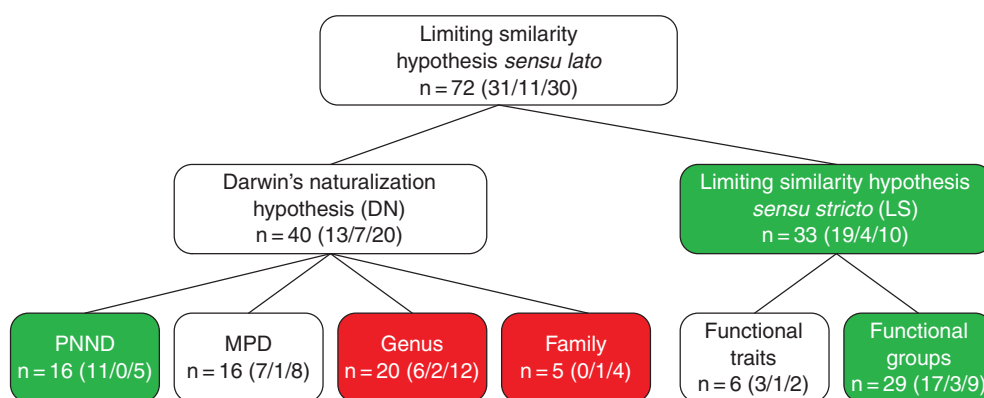 Limiting smilarity
hypothesis sensu lato
n = 72 (31/11/30)
Darwin's naturalization
hypothesis (DN)
n = 40 (13/7/20)
Limiting similarity hypothesis
sensu stricto (LS)
n = 33 (19/4/10)
PNND
n = 16 (11/0/5)
MPD
n = 16 (7/1/8)
Genus
n = 20 (6/2/12)
Family
n = 5 (0/1/4)
Functional
traits
n = 6 (3/1/2)
Functional
groups
n = 29 (17/3/9)